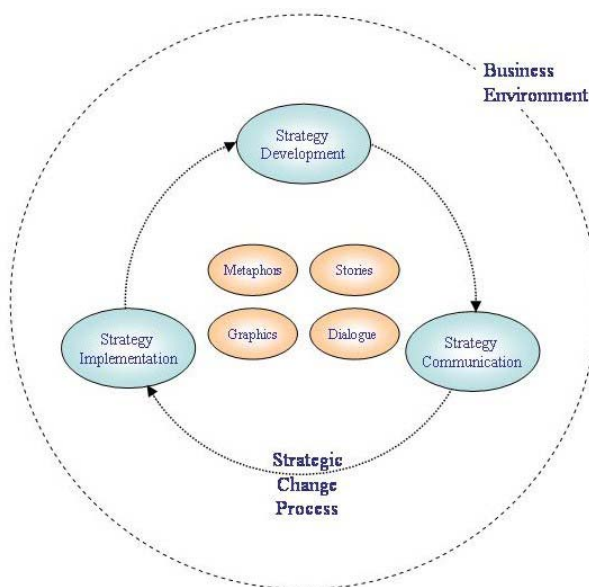 Business
Environment
Strategy
Development
Metaphors
Stories
Graphics
Dialogue
Strategy
Implementation
Strategy
Communication
Strategic
Change
Process